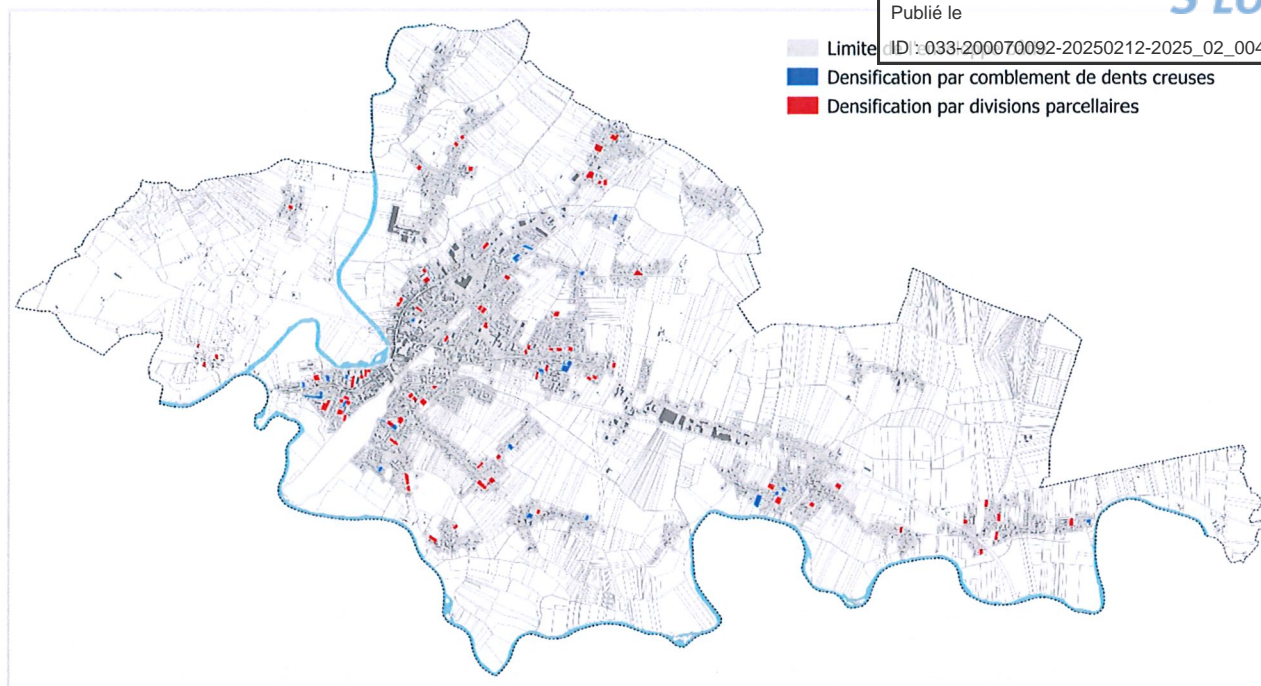 Publié le
ID : 033-200070092-20250212-2025_02_004
Limite
Densification par comblement de dents creuses
Densification par divisions parcellaires